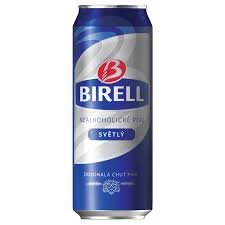 B
BIRELL
NEALKOHOLICKÉ PIVO
SVĚTLÝ
DOKONALÁ CHUŤ PIVA